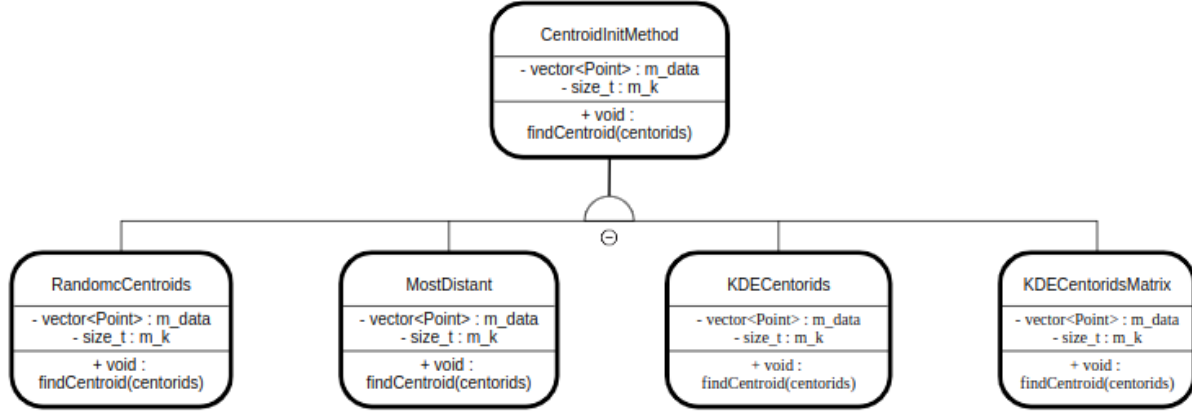 CentroidInitMethod
- vector<Point> : m_data
- size_t : m_k
+ void :
findCentroid(centorids)
RandomcCentroids
- vector<Point> : m_data
- size_t : m_k
+ void :
findCentroid(centorids)
MostDistant
- vector<Point> : m_data
- size_t : m_k
+ void :
findCentroid(centorids)
KDECentorids
- vector<Point> : m_data
- size_t : m_k
+ void :
findCentroid(centorids)
KDECentoridsMatrix
- vector<Point> : m_data
- size_t : m_k
+ void :
findCentroid(centorids)